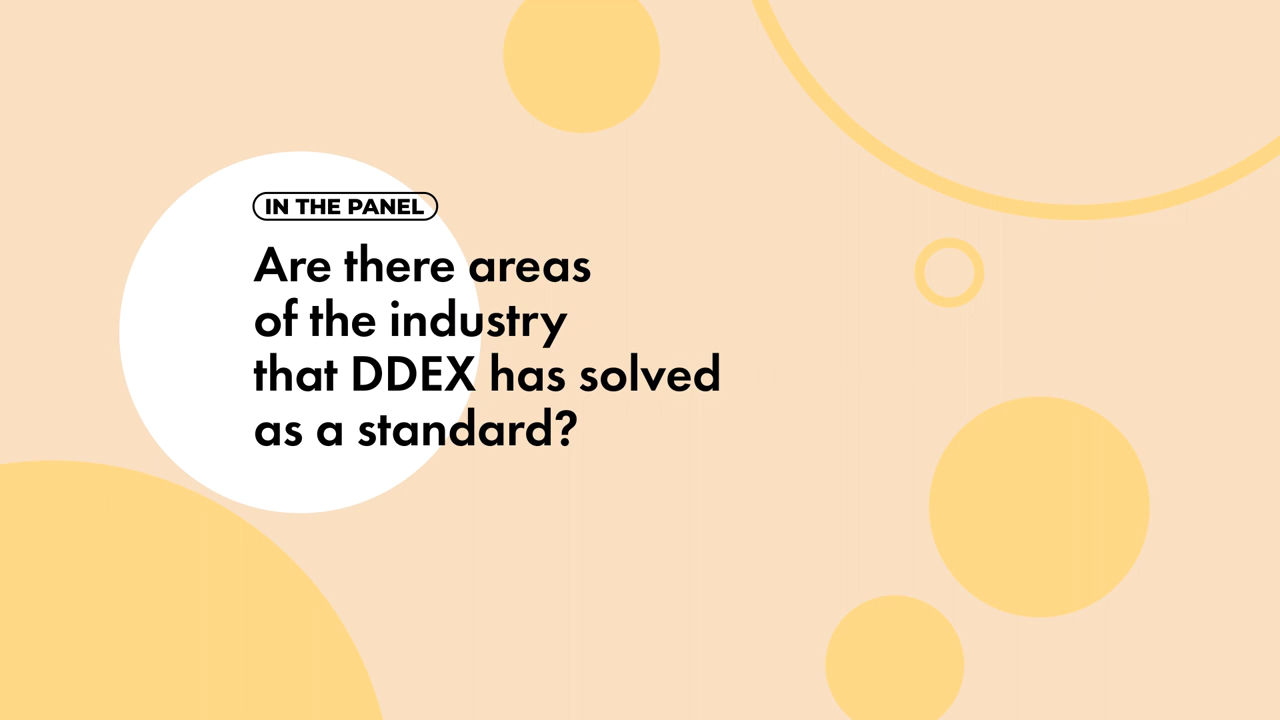 IN THE PANEL
Are there areas
of the industry
that DDEX has solved
as a standard?